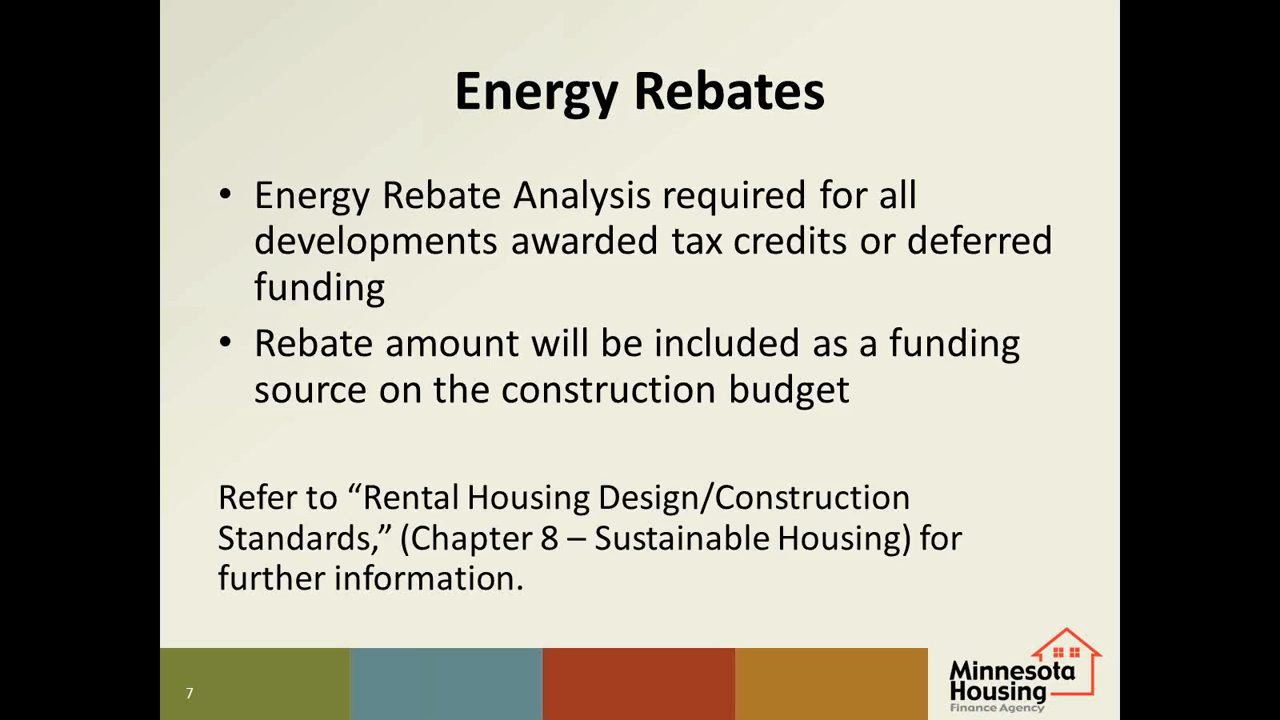 Energy Rebates
• Energy Rebate Analysis required for all
developments awarded tax credits or deferred
funding
• Rebate amount will be included as a funding
source on the construction budget
Refer to “Rental Housing Design/Construction
Standards,” (Chapter 8 – Sustainable Housing) for
further information.
7
Minnesota
Housing
Finance Agency